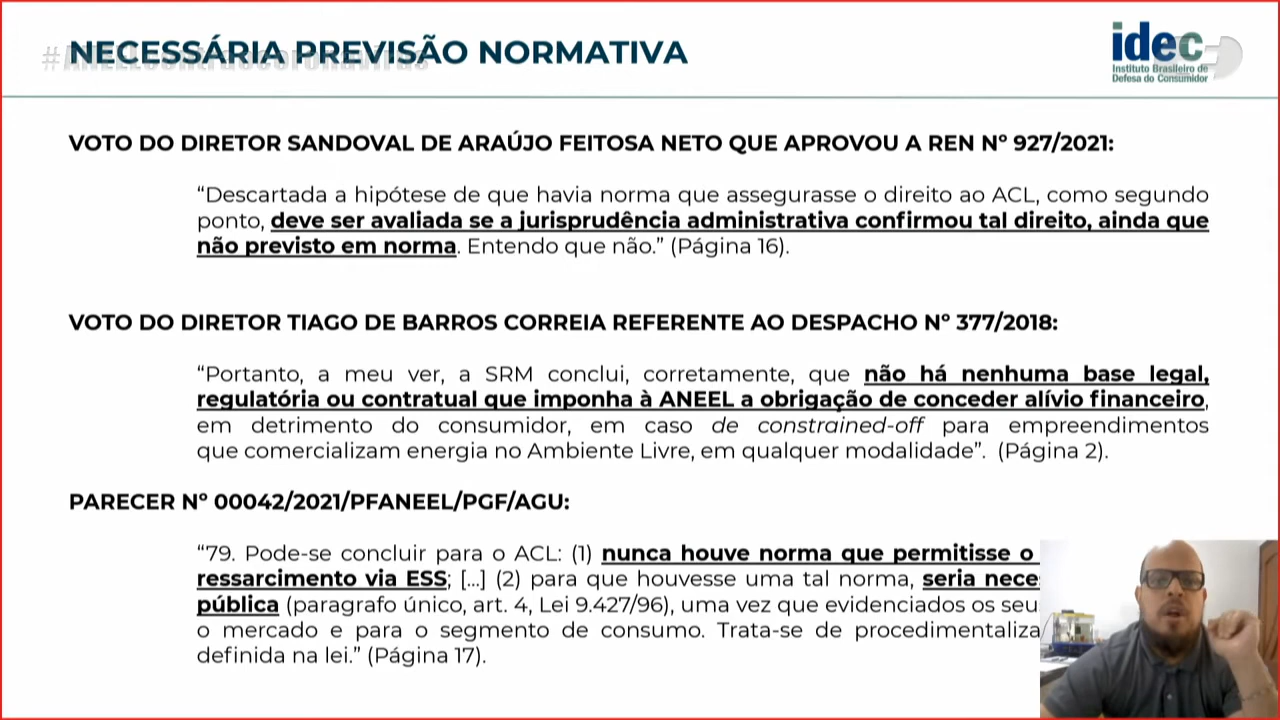 NECESSÁRIA PREVISÃO NORMATIVA
#ANEELcontraocoronavírus
idec
Instituto Brasileiro de
Defesa do Consumidor
VOTO DO DIRETOR SANDOVAL DE ARAÚJO FEITOSA NETO QUE APROVOU A REN Nº 927/2021:
“Descartada a hipótese de que havia norma que assegurasse o direito ao ACL, como segundo
ponto, deve ser avaliada se a jurisprudência administrativa confirmou tal direito, ainda que
não previsto em norma. Entendo que não.” (Página 16).
VOTO DO DIRETOR TIAGO DE BARROS CORREIA REFERENTE AO DESPACHO Nº 377/2018:
“Portanto, a meu ver, a SRM conclui, corretamente, que não há nenhuma base legal,
regulatória ou contratual que imponha à ANEEL a obrigação de conceder alívio financeiro,
em detrimento do consumidor, em caso de constrained-off para empreendimentos
que comercializam energia no Ambiente Livre, em qualquer modalidade”. (Página 2).
PARECER Nº 00042/2021/PFANEEL/PGF/AGU:
“79. Pode-se concluir para o ACL: (1) nunca houve norma que permitisse o
ressarcimento via ESS; [...] (2) para que houvesse uma tal norma, seria nece
pública (paragrafo único, art. 4, Lei 9.427/96), uma vez que evidenciados os seu
o mercado e para o segmento de consumo. Trata-se de procedimentaliza
definida na lei.” (Página 17).